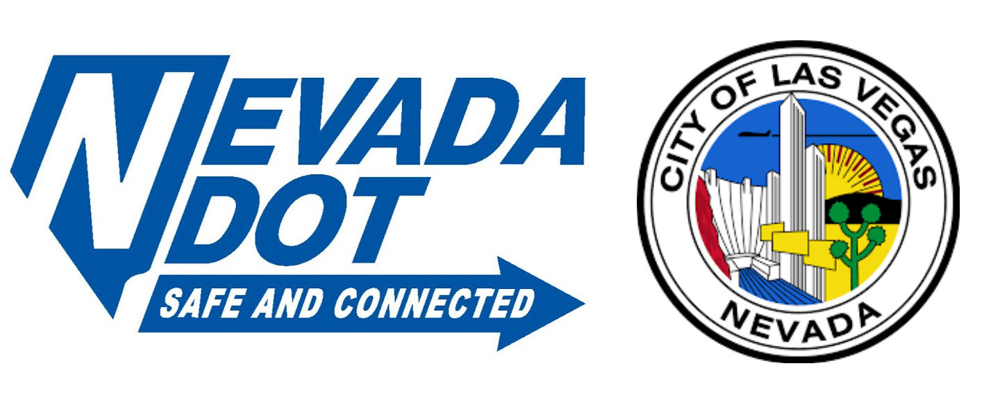 NEVADA
DOT
SAFE AND CONNECTED
CITY OF LAS VEGAS
NEVADA